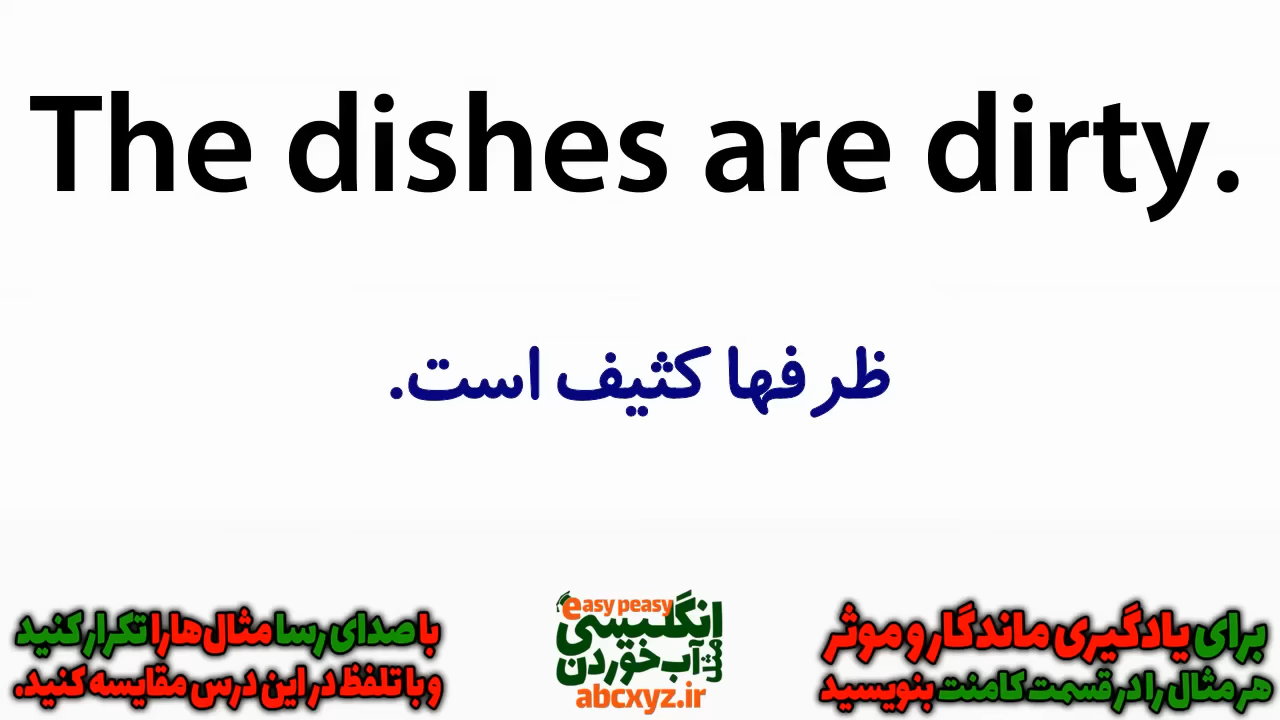 The dishes are dirty.
ظرفها کثیف است.
برای یادگیری ماندگار و موثر
هر مثال را در قسمت کامنت بنویسید
easy peasy
انگلیسی
مثل آب خوردن
abcxyz.ir
با صدای رسا مثال‌ها را تکرار کنید
و با تلفظ در این درس مقایسه کنید.